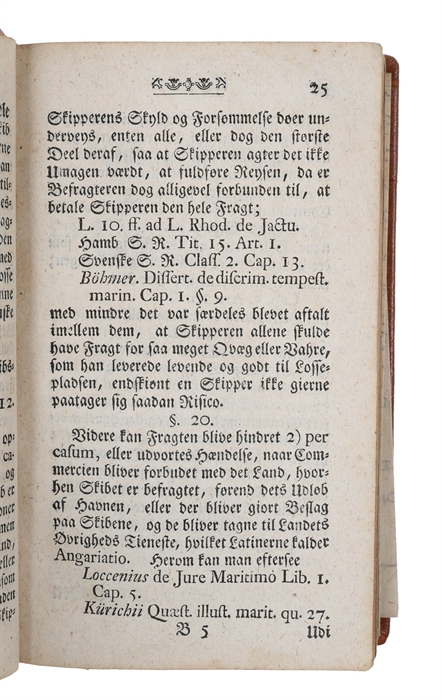 25
Skipperens Skyld og Forsømmelse døer un-
derveys, enten alle, eller dog den største
Deel deraf, saa at Skipperen agter det ikke
Umagen værdt, at fuldføre Reysen, da er
Befragteren dog alligevel forbunden til, at
betale Skipperen den hele Fragt;
L. 10. ff. ad L. Rhod. de Jactu.
Hamb S. R. Tit. 15. Art. 1.
Svenske S. R. Class. 2. Cap. 13.
Böhmer. Dissert. de discrim. tempest.
marin. Cap. 1. §. 9.
med mindre det var særdeles blevet aftalt
imellem dem, at Skipperen allene skulde
have Fragt for saa meget Qvæg eller Vahre,
som han leverede levende og godt til Losse-
pladsen, endskiont en Skipper ikke gierne
paatager sig saadan Risico.
§. 20.
Videre kan Fragten blive hindret 2) per
casum, eller udvortes Hændelse, naar Com-
mercien bliver forbudet med det Land, hvor-
hen Skibet er befragtet, førend dets Udløb
af Havnen, eller der bliver giort Beslag
paa Skibene, og de bliver tagne til Landets
Øvrigheds Tieneste, hvilket Latinerne kalder
Angariatio. Herom kan man eftersee
Loccenius de Jure Maritimo Lib. 1.
Cap. 5.
Kürichii Quæst. illust. marit. qu. 27.
B 5 Udi